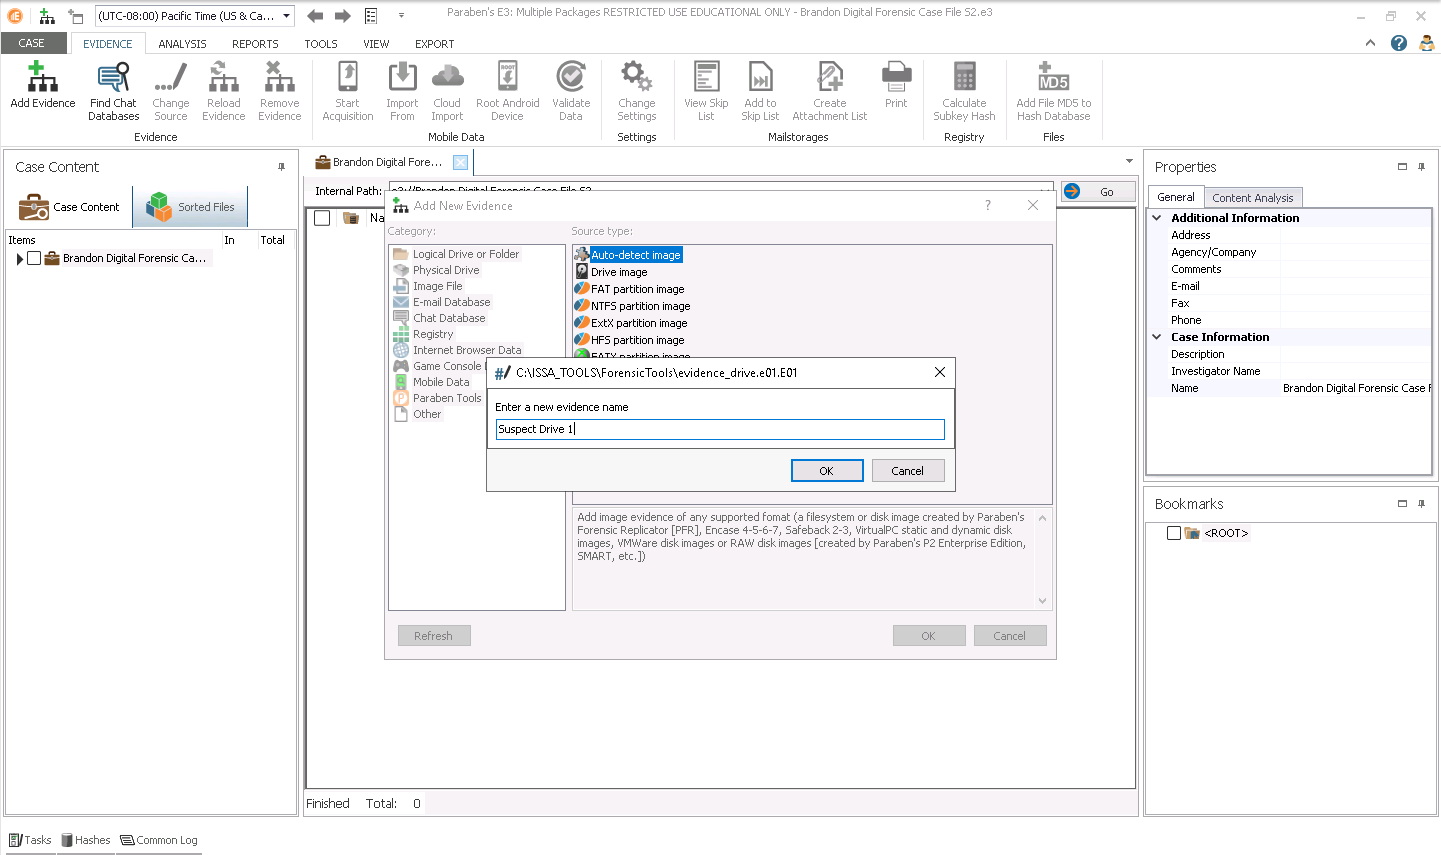 (UTC-08:00) Pacific Time (US & Ca...
Paraben's E3: Multiple Packages RESTRICTED USE EDUCATIONAL ONLY - Brandon Digital Forensic Case File S2.e3
CASE EVIDENCE ANALYSIS REPORTS TOOLS VIEW EXPORT
Add Evidence
Find Chat
Databases
Change
Source
Reload
Evidence
Remove
Evidence
Evidence
Start
Acquisition
Import
From
Cloud
Import
ROOT
Root Android
Device
Validate
Data
Mobile Data
Change
Settings
Settings
View Skip
List
Add to
Skip List
Create
Attachment List
Print
Mailstorages
Calculate
Subkey Hash
Registry
MD5
Add File MD5 to
Hash Database
Files
Case Content
Case Content
Sorted Files
Items In Total
Brandon Digital Forensic Ca...
Brandon Digital Fore...
Internal Path: e3://Brandon Digital Forensic Case File S2
Go
Na
Add New Evidence
?
Category:
Logical Drive or Folder
Physical Drive
Image File
E-mail Database
Chat Database
Registry
Internet Browser Data
Game Console
Mobile Data
Paraben Tools
Other
Source type:
Auto-detect image
Drive image
FAT partition image
NTFS partition image
ExtX partition image
HFS partition image
FATX partition image
C:\ISSA_TOOLS\ForensicTools\evidence_drive.e01.E01
Enter a new evidence name
Suspect Drive 1
OK Cancel
Add image evidence of any supported fomat (a filesystem or disk image created by Paraben's
Forensic Replicator [PFR], Encase 4-5-6-7, Safeback 2-3, VirtualPC static and dynamic disk
images, VMWare disk images or RAW disk images [created by Paraben's P2 Enterprise Edition,
SMART, etc.])
Refresh OK Cancel
Finished Total: 0
Properties
General Content Analysis
Additional Information
Address
Agency/Company
Comments
E-mail
Fax
Phone
Case Information
Description
Investigator Name
Name Brandon Digital Forensic Case F
Bookmarks
<ROOT>
Tasks Hashes Common Log